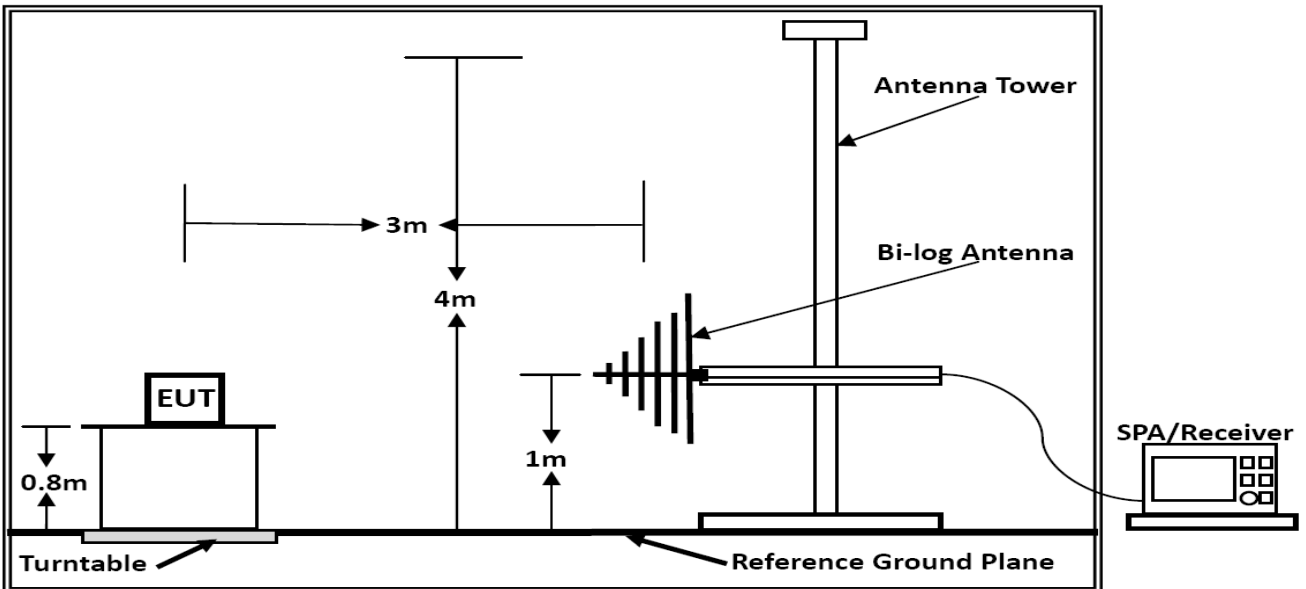 Antenna Tower
3m
Bi-log Antenna
4m
EUT
SPA/Receiver
1m
0.8m
Turntable
Reference Ground Plane